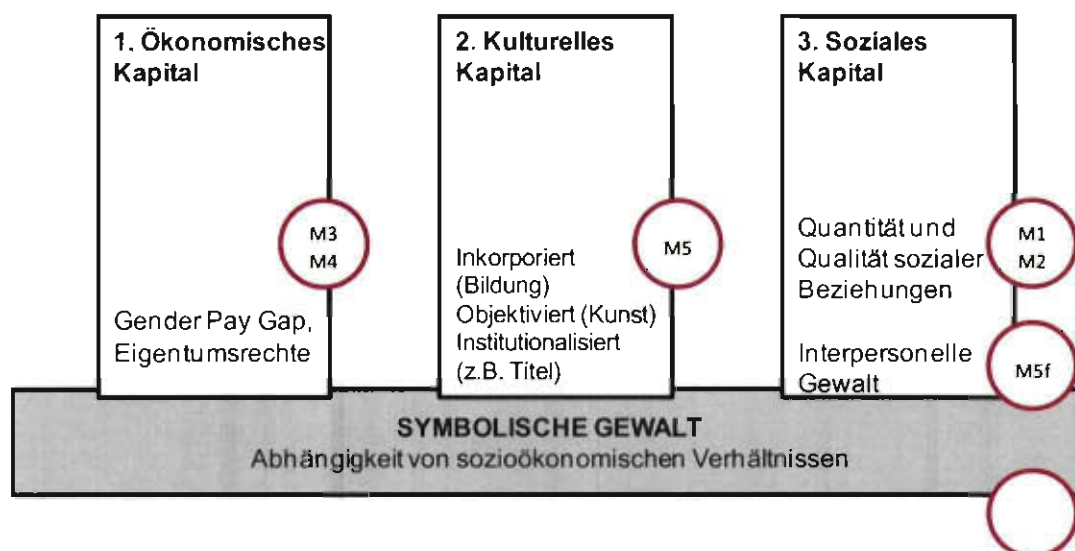 1. Ökonomisches
Kapital
M3
M4
Gender Pay Gap,
Eigentumsrechte
2. Kulturelles
Kapital
M5
Inkorporiert
(Bildung)
Objektiviert (Kunst)
Institutionalisiert
(z.B. Titel)
3. Soziales
Kapital
Quantität und
Qualität sozialer
Beziehungen
M1
M2
Interpersonelle
Gewalt
M5f
SYMBOLISCHE GEWALT
Abhängigkeit von sozioökonomischen Verhältnissen